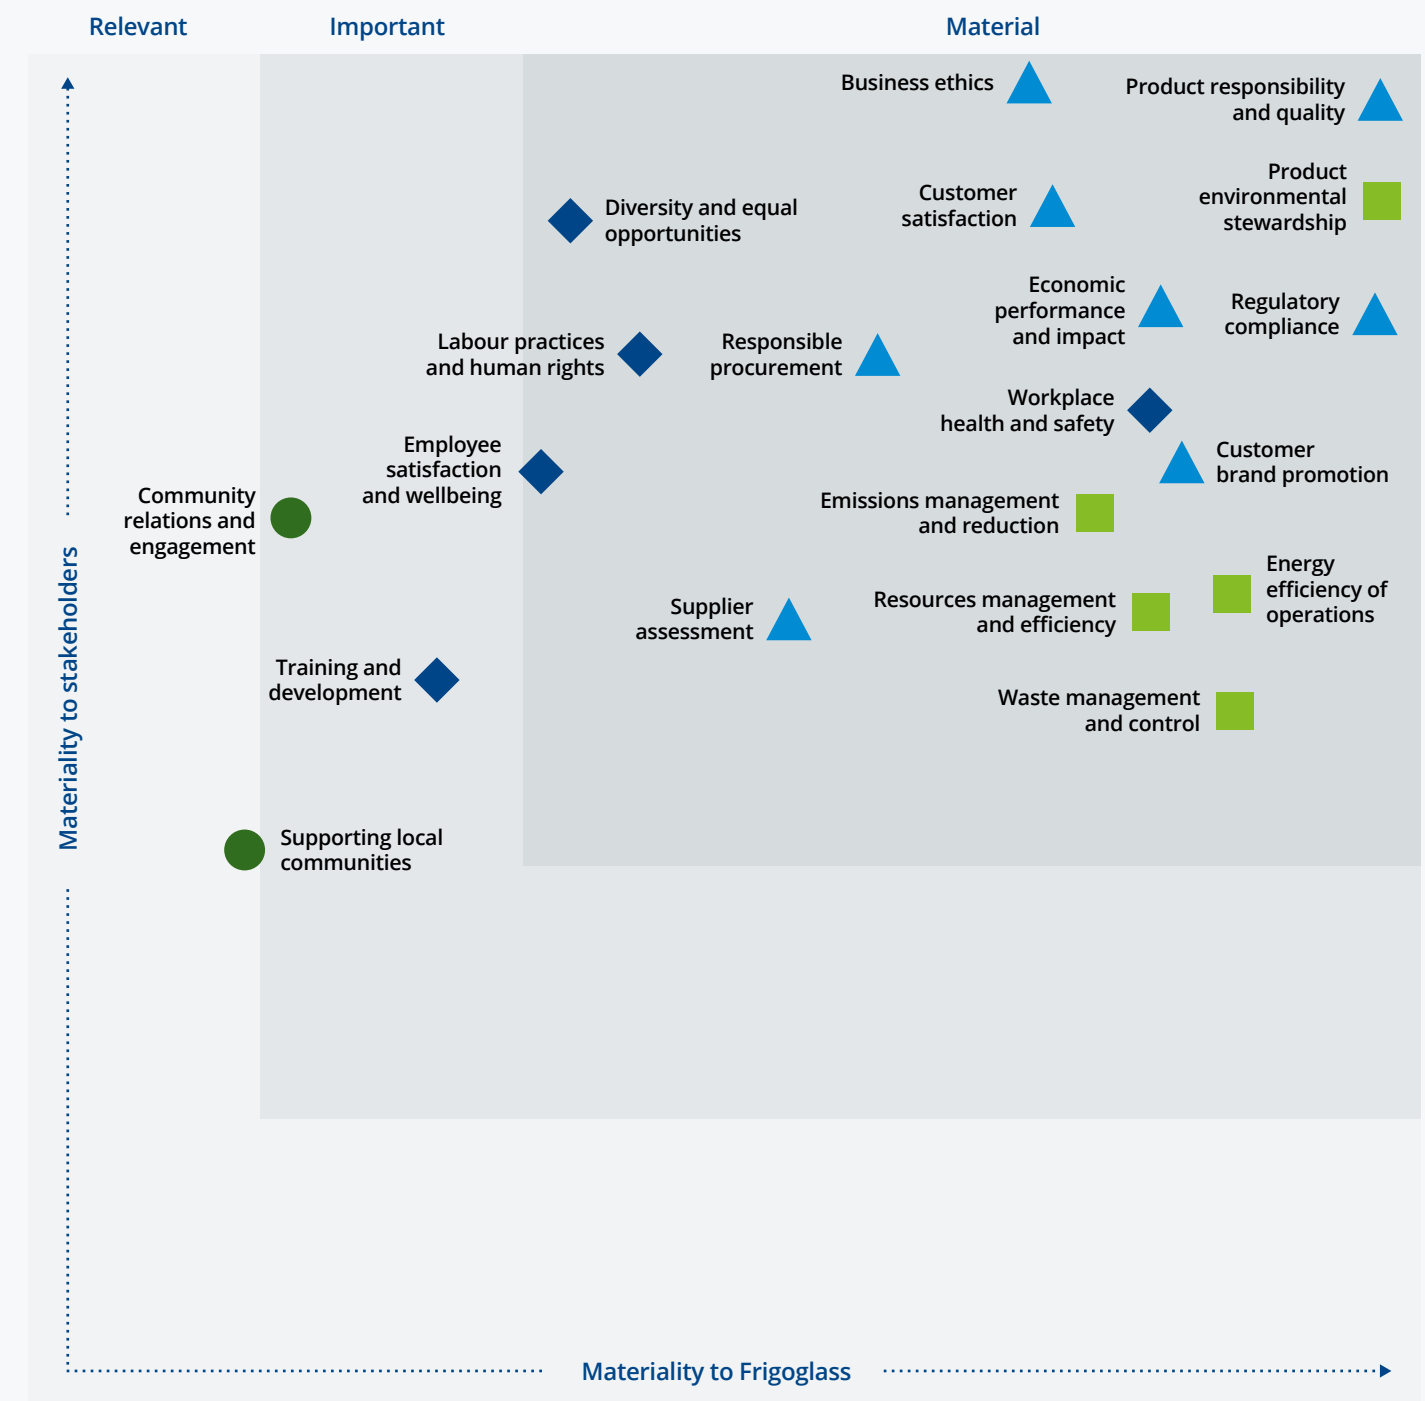 Relevant
Important
Material
Business ethics
Product responsibility
and quality
Product
environmental
stewardship
Customer
satisfaction
Diversity and equal
opportunities
Economic
performance
and impact
Regulatory
compliance
Labour practices
and human rights
Responsible
procurement
Workplace
health and safety
Employee
satisfaction
and wellbeing
Customer
brand promotion
Community
relations and
engagement
Emissions management
and reduction
Energy
efficiency of
operations
Supplier
assessment
Resources management
and efficiency
Training and
development
Waste management
and control
Supporting local
communities
Materiality to stakeholders
Materiality to Frigoglass